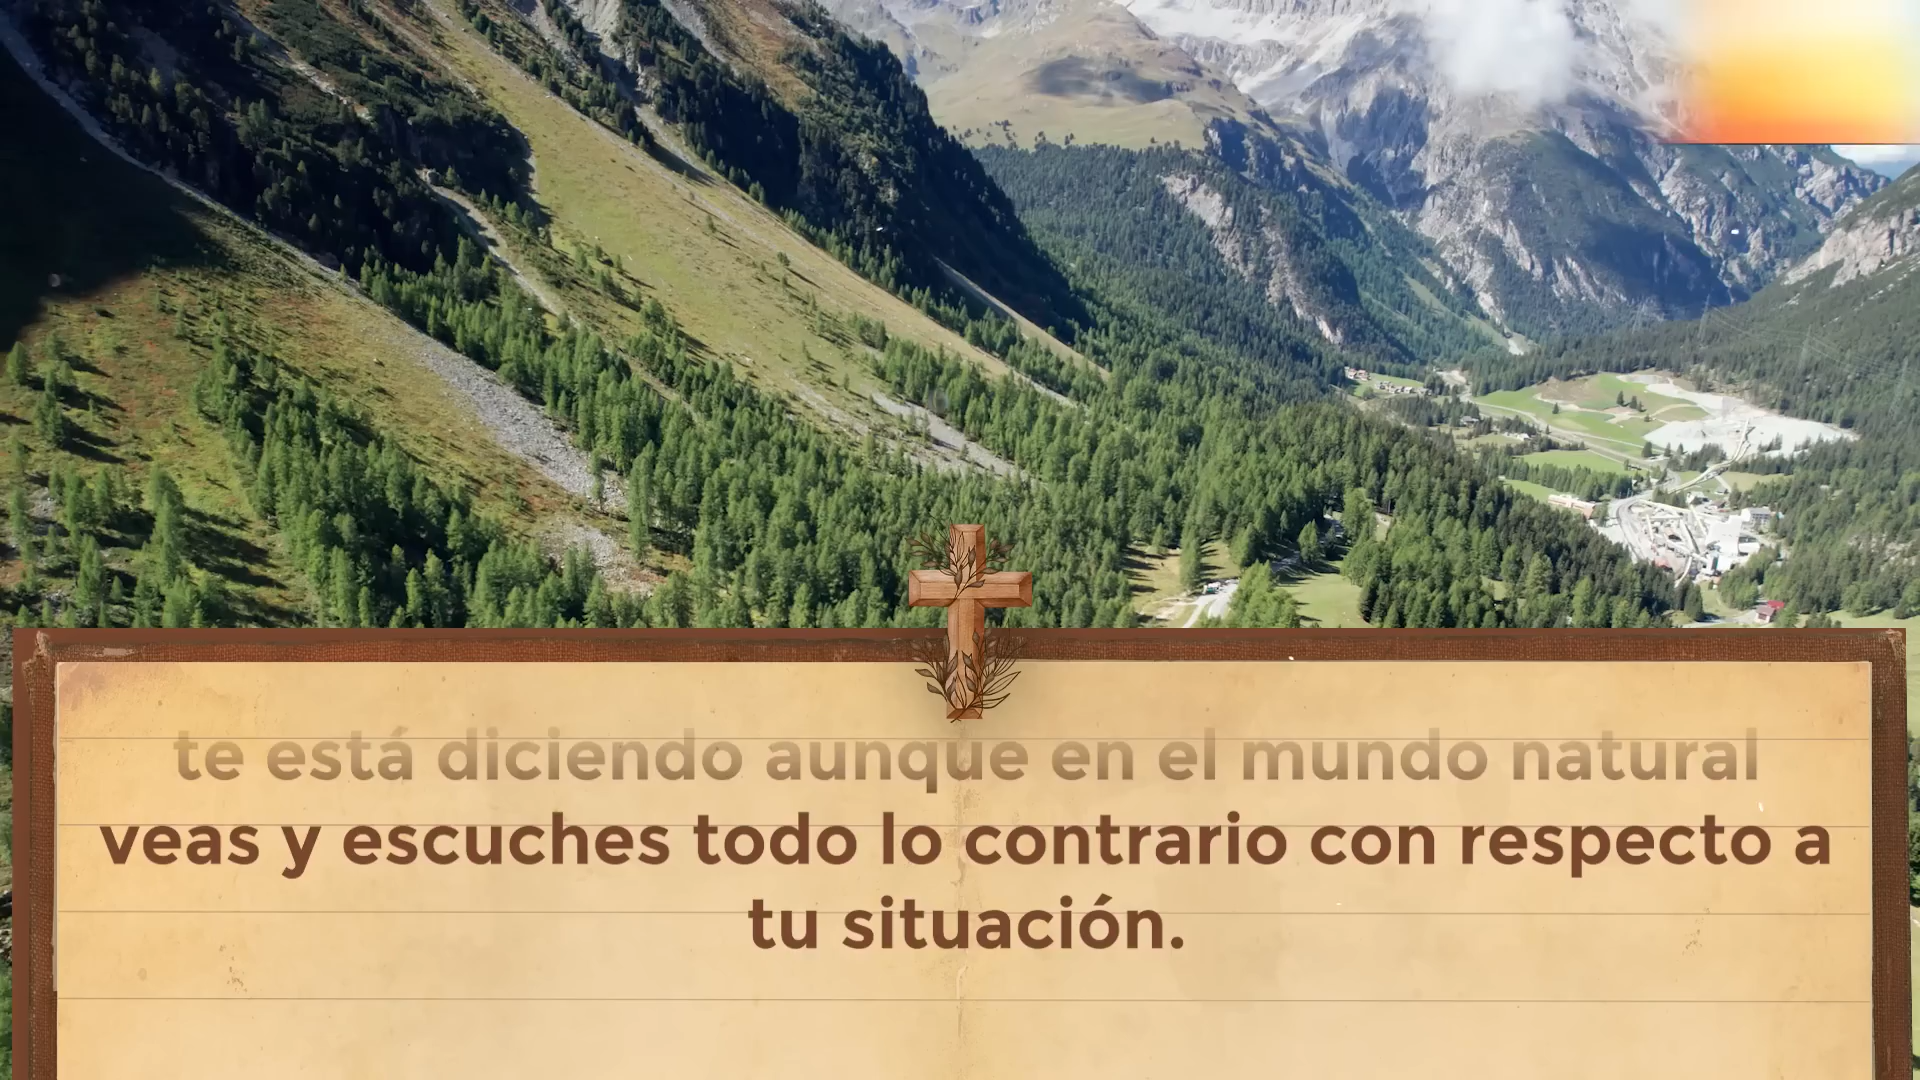 te está diciendo aunque en el mundo natural
veas y escuches todo lo contrario con respecto a
tu situación.